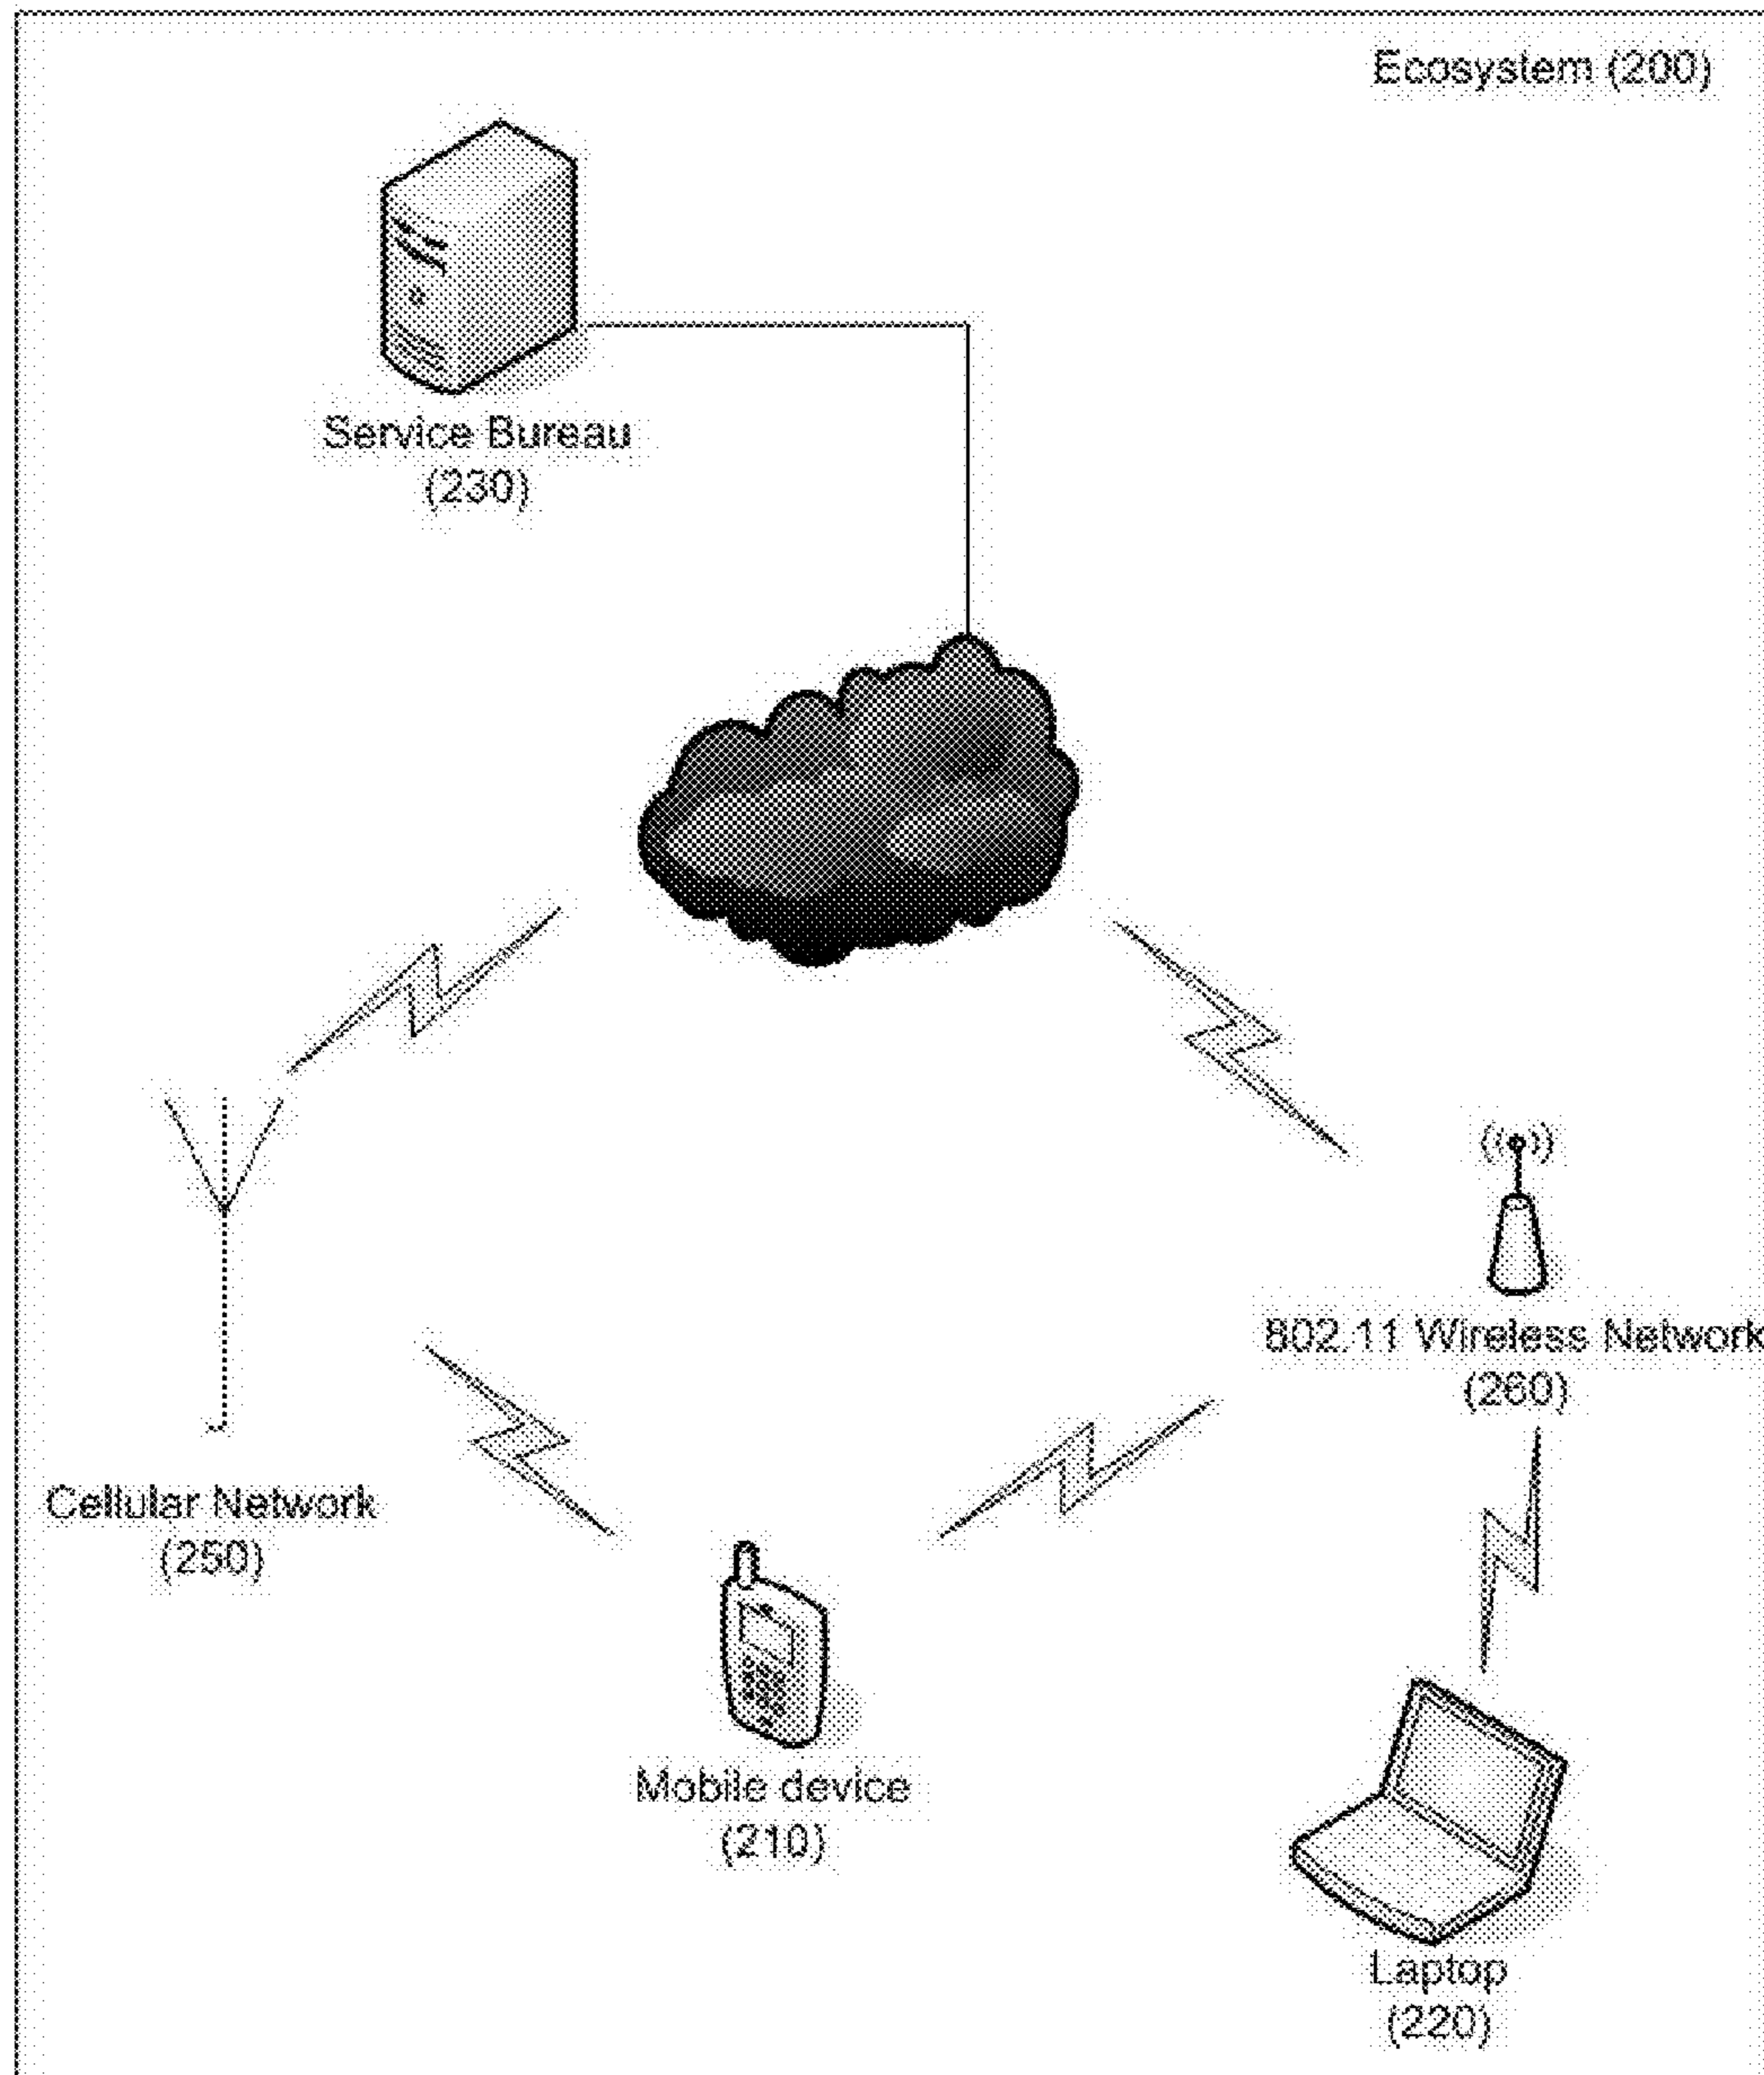 Ecosystem (200)
Service Bureau
(230)
802.11 Wireless Network
(260)
Cellular Network
(250)
Mobile device
(210)
Laptop
(220)